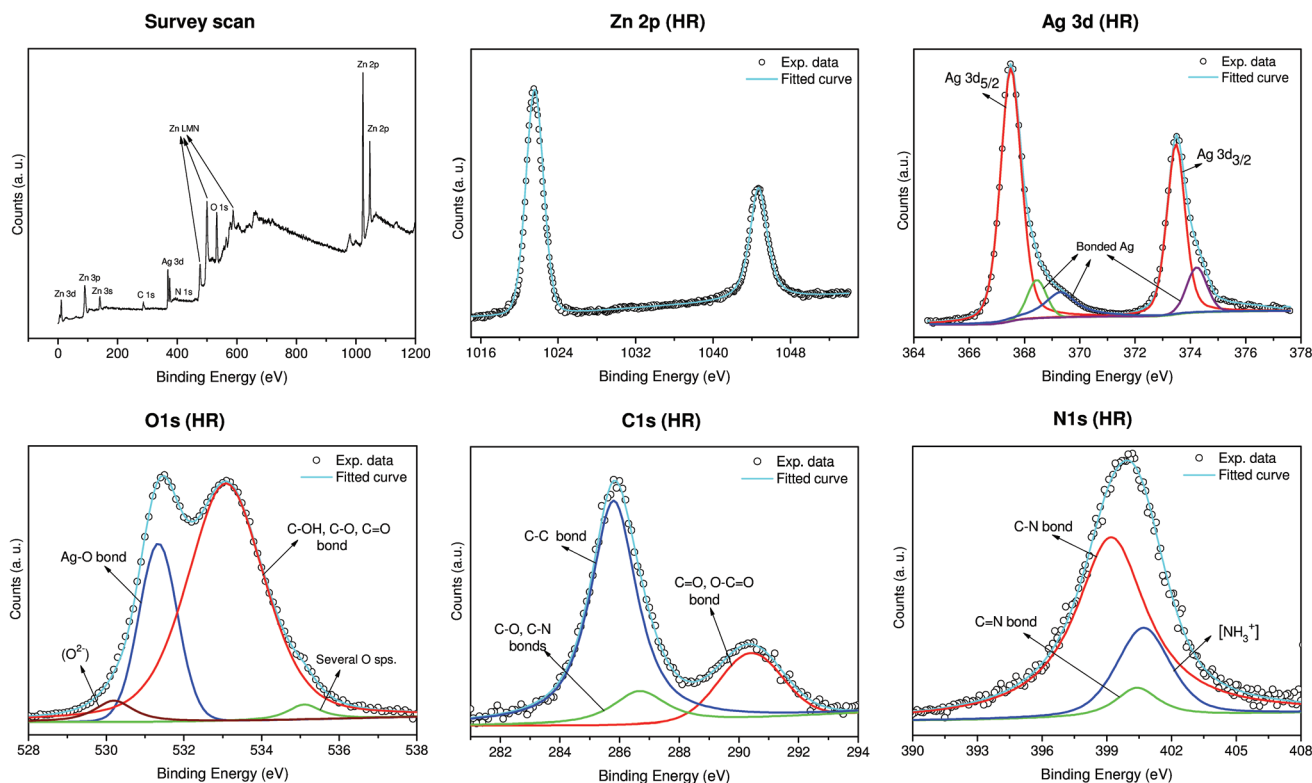 Survey scan
Counts (a. u.)
Zn 2p
Zn 2p
Zn LMN
O 1s
Ag 3d
Zn 3p
Zn 3s
Zn 3d
C 1s
N 1s
0 200 400 600 800 1000 1200
Binding Energy (eV)
Zn 2p (HR)
Counts (a. u.)
Exp. data
Fitted curve
1016 1024 1032 1040 1048
Binding Energy (eV)
Ag 3d (HR)
Counts (a. u.)
Exp. data
Fitted curve
Ag 3d5/2
Ag 3d3/2
Bonded Ag
364 366 368 370 372 374 376 378
Binding Energy (eV)
O1s (HR)
Counts (a. u.)
Exp. data
Fitted curve
C-OH, C-O, C=O
bond
Ag-O bond
(O2-)
Several O sps.
528 530 532 534 536 538
Binding Energy (eV)
C1s (HR)
Counts (a. u.)
Exp. data
Fitted curve
C-C bond
C=O, O-C=O
bond
C-O, C-N
bonds
282 284 286 288 290 292 294
Binding Energy (eV)
N1s (HR)
Counts (a. u.)
Exp. data
Fitted curve
C-N bond
C=N bond
[NH3+]
390 393 396 399 402 405 408
Binding Energy (eV)